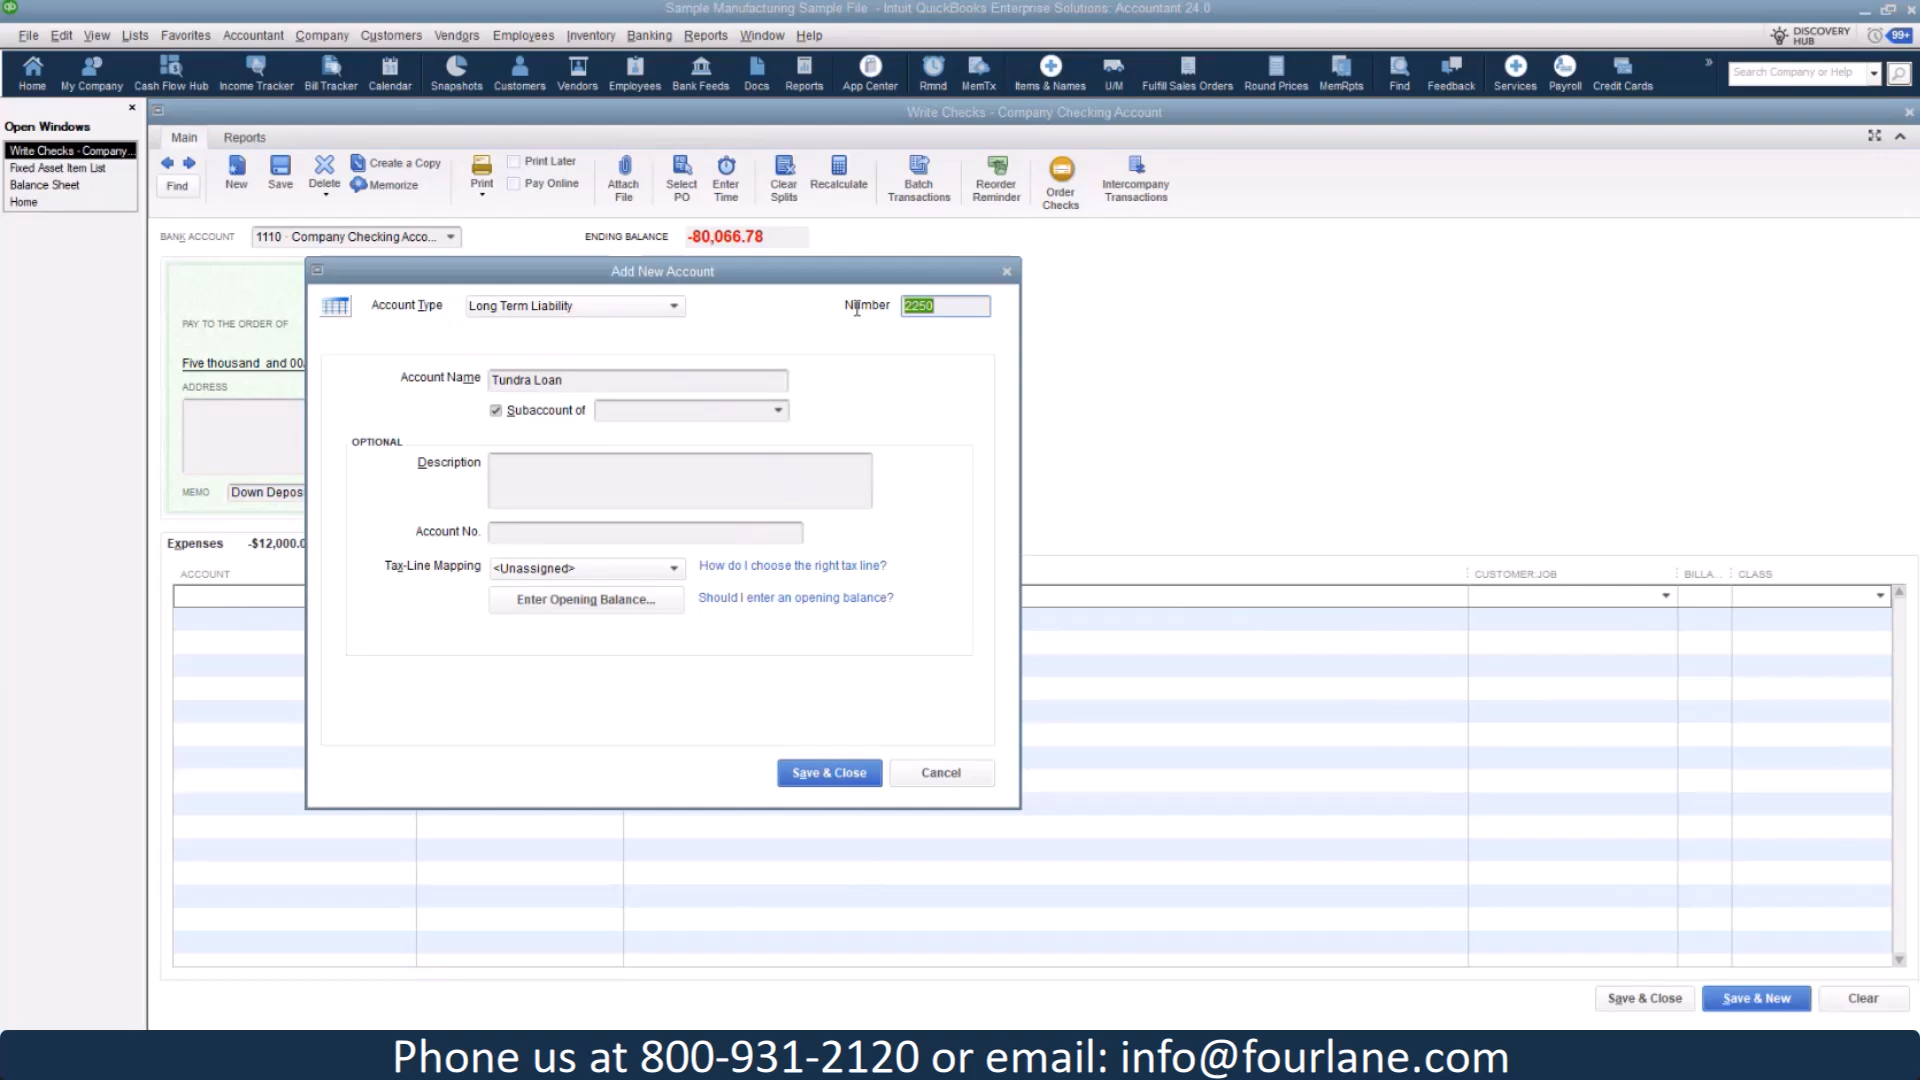 Sample Manufacturing Sample File - Intuit QuickBooks Enterprise Solutions: Accountant 24.0
File Edit View Lists Favorites Accountant Company Customers Vendors Employees Inventory Banking Reports Window Help
DISCOVERY HUB 99+
Home My Company Cash Flow Hub Income Tracker Bill Tracker Calendar Snapshots Customers Vendors Employees Bank Feeds Docs Reports App Center Rmnd MemTx Items & Names U/M Fulfill Sales Orders Round Prices MemRpts Find Feedback Services Payroll Credit Cards » Search Company or Help
Open Windows
Write Checks - Company...
Fixed Asset Item List
Balance Sheet
Home
Write Checks - Company Checking Account
Main Reports
Find New Save Delete Create a Copy Memorize Print Print Later Pay Online Attach File Select PO Enter Time Clear Splits Recalculate Batch Transactions Reorder Reminder Order Checks Intercompany Transactions
BANK ACCOUNT 1110 · Company Checking Acco... ENDING BALANCE -80,066.78
PAY TO THE ORDER OF
Five thousand and 00
ADDRESS
MEMO Down Depos
Expenses -$12,000.0
ACCOUNT CUSTOMER:JOB BILLA... CLASS
Add New Account
Account Type Long Term Liability Number 2250
Account Name Tundra Loan
Subaccount of
OPTIONAL
Description
Account No.
Tax-Line Mapping <Unassigned> How do I choose the right tax line?
Enter Opening Balance... Should I enter an opening balance?
Save & Close Cancel
Save & Close Save & New Clear
Phone us at 800-931-2120 or email: info@fourlane.com